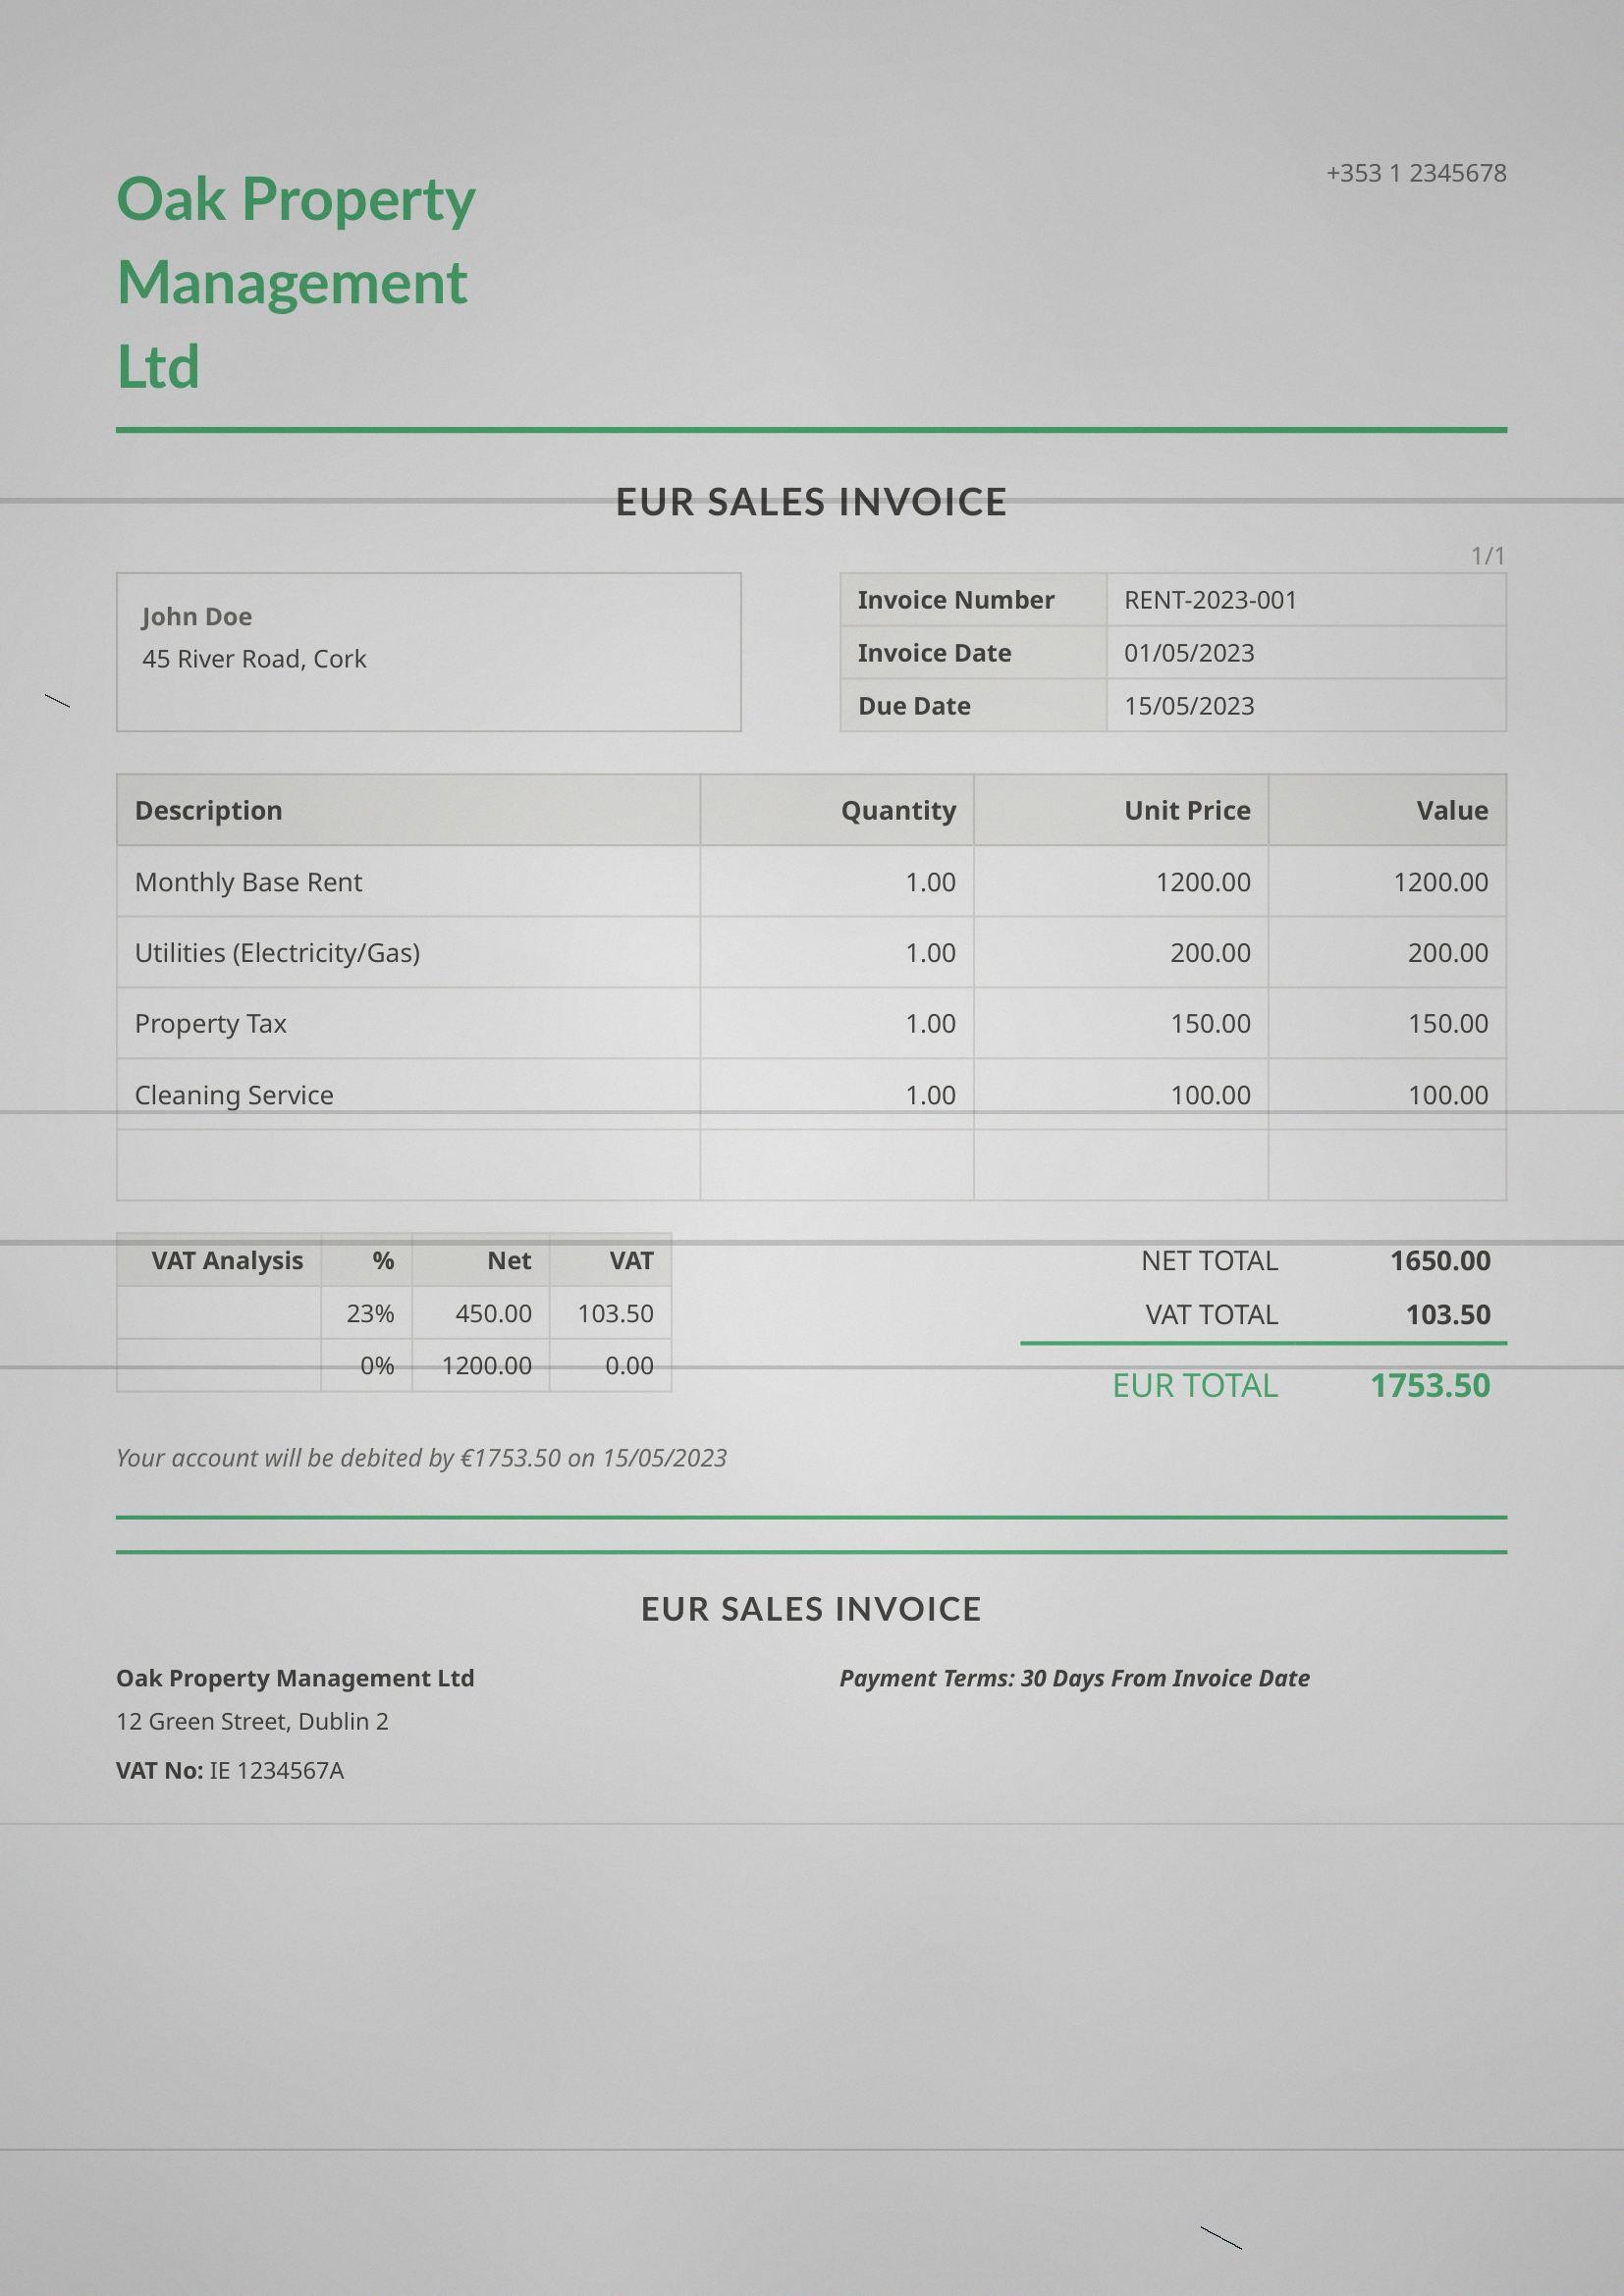 Oak Property
Management
Ltd
+353 1 2345678
EUR SALES INVOICE
1/1
John Doe
45 River Road, Cork
Invoice Number RENT-2023-001
Invoice Date 01/05/2023
Due Date 15/05/2023
Description Quantity Unit Price Value
Monthly Base Rent 1.00 1200.00 1200.00
Utilities (Electricity/Gas) 1.00 200.00 200.00
Property Tax 1.00 150.00 150.00
Cleaning Service 1.00 100.00 100.00
VAT Analysis % Net VAT
23% 450.00 103.50
0% 1200.00 0.00
NET TOTAL 1650.00
VAT TOTAL 103.50
EUR TOTAL 1753.50
Your account will be debited by €1753.50 on 15/05/2023
EUR SALES INVOICE
Oak Property Management Ltd
12 Green Street, Dublin 2
VAT No: IE 1234567A
Payment Terms: 30 Days From Invoice Date